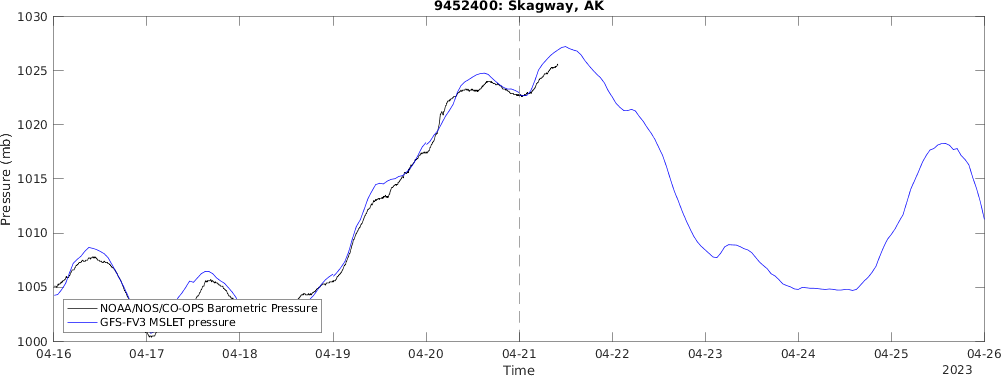 9452400: Skagway, AK
Pressure (mb)
1030
1025
1020
1015
1010
1005
1000
NOAA/NOS/CO-OPS Barometric Pressure
GFS-FV3 MSLET pressure
04-16 04-17 04-18 04-19 04-20 04-21 04-22 04-23 04-24 04-25 04-26
Time
2023